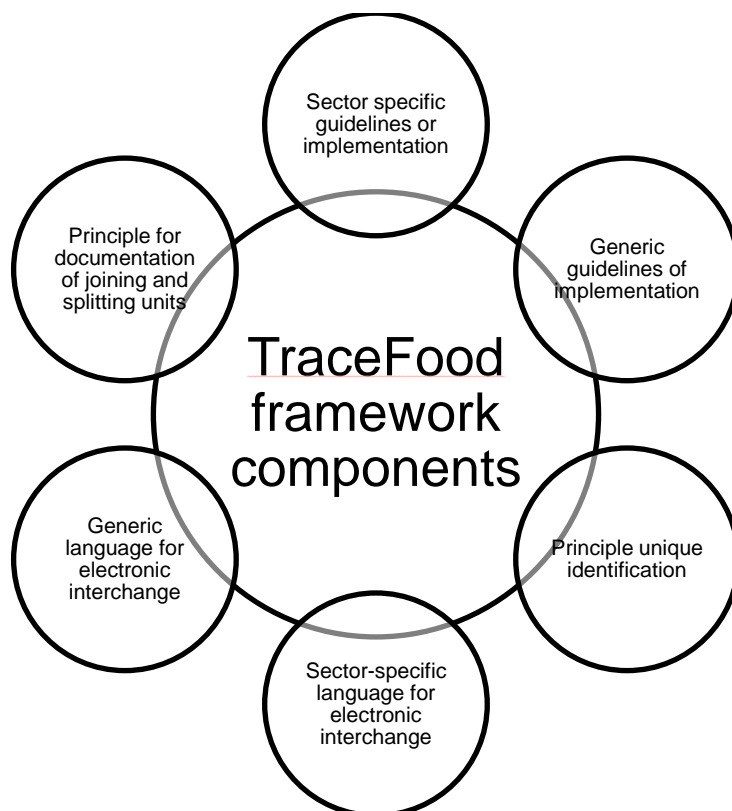 Sector specific
guidelines or
implementation
Principle for
documentation
of joining and
splitting units
Generic
guidelines of
implementation
TraceFood
framework
components
Generic
language for
electronic
interchange
Principle unique
identification
Sector-specific
language for
electronic
interchange